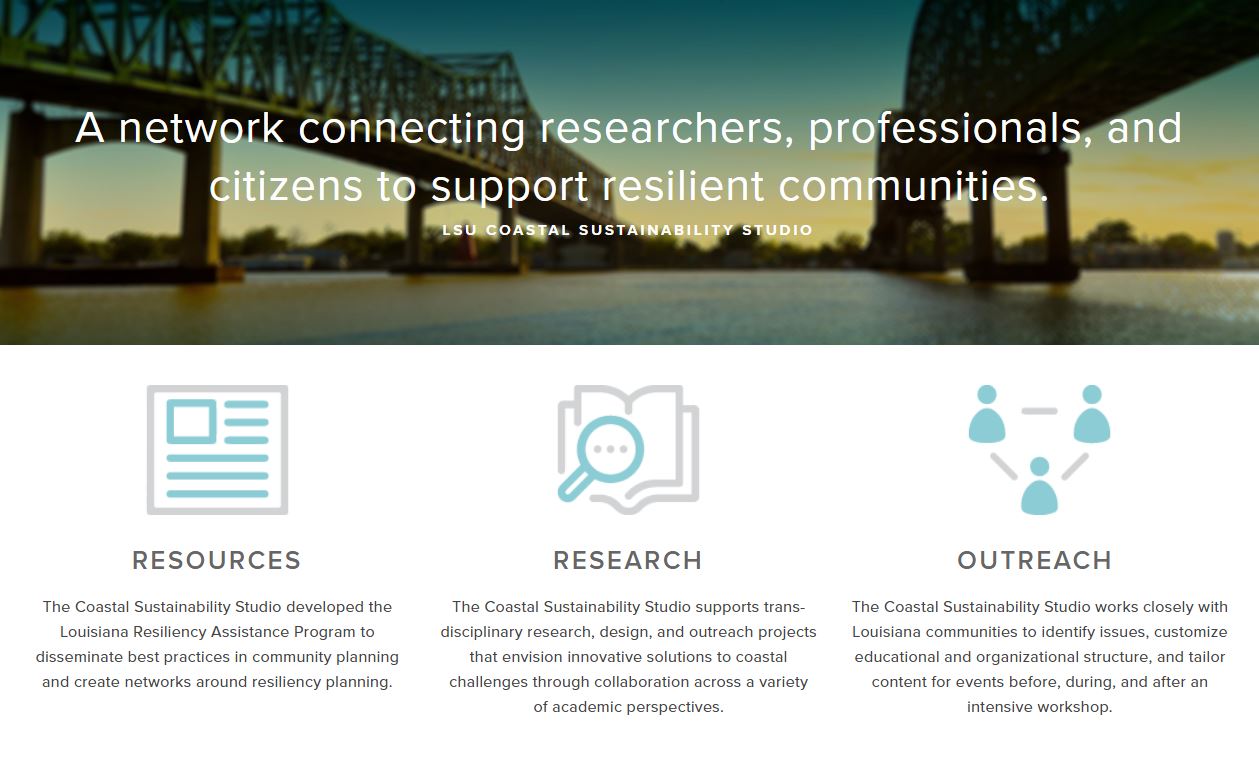 A network connecting researchers, professionals, and
citizens to support resilient communities.
LSU COASTAL SUSTAINABILITY STUDIO
RESOURCES
The Coastal Sustainability Studio developed the
Louisiana Resiliency Assistance Program to
disseminate best practices in community planning
and create networks around resiliency planning.
RESEARCH
The Coastal Sustainability Studio supports trans-
disciplinary research, design, and outreach projects
that envision innovative solutions to coastal
challenges through collaboration across a variety
of academic perspectives.
OUTREACH
The Coastal Sustainability Studio works closely with
Louisiana communities to identify issues, customize
educational and organizational structure, and tailor
content for events before, during, and after an
intensive workshop.